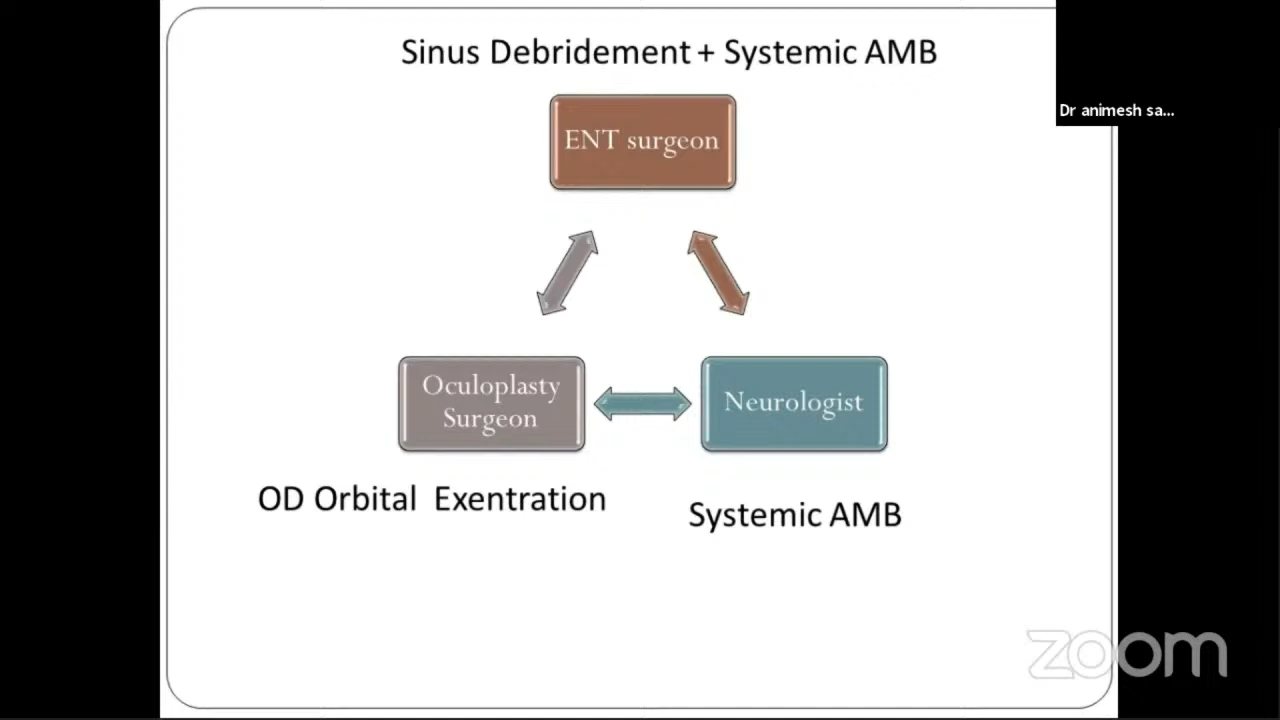 Sinus Debridement + Systemic AMB
Dr animesh sa...
ENT surgeon
Oculoplasty
Surgeon
Neurologist
OD Orbital Exentration
Systemic AMB
zoom